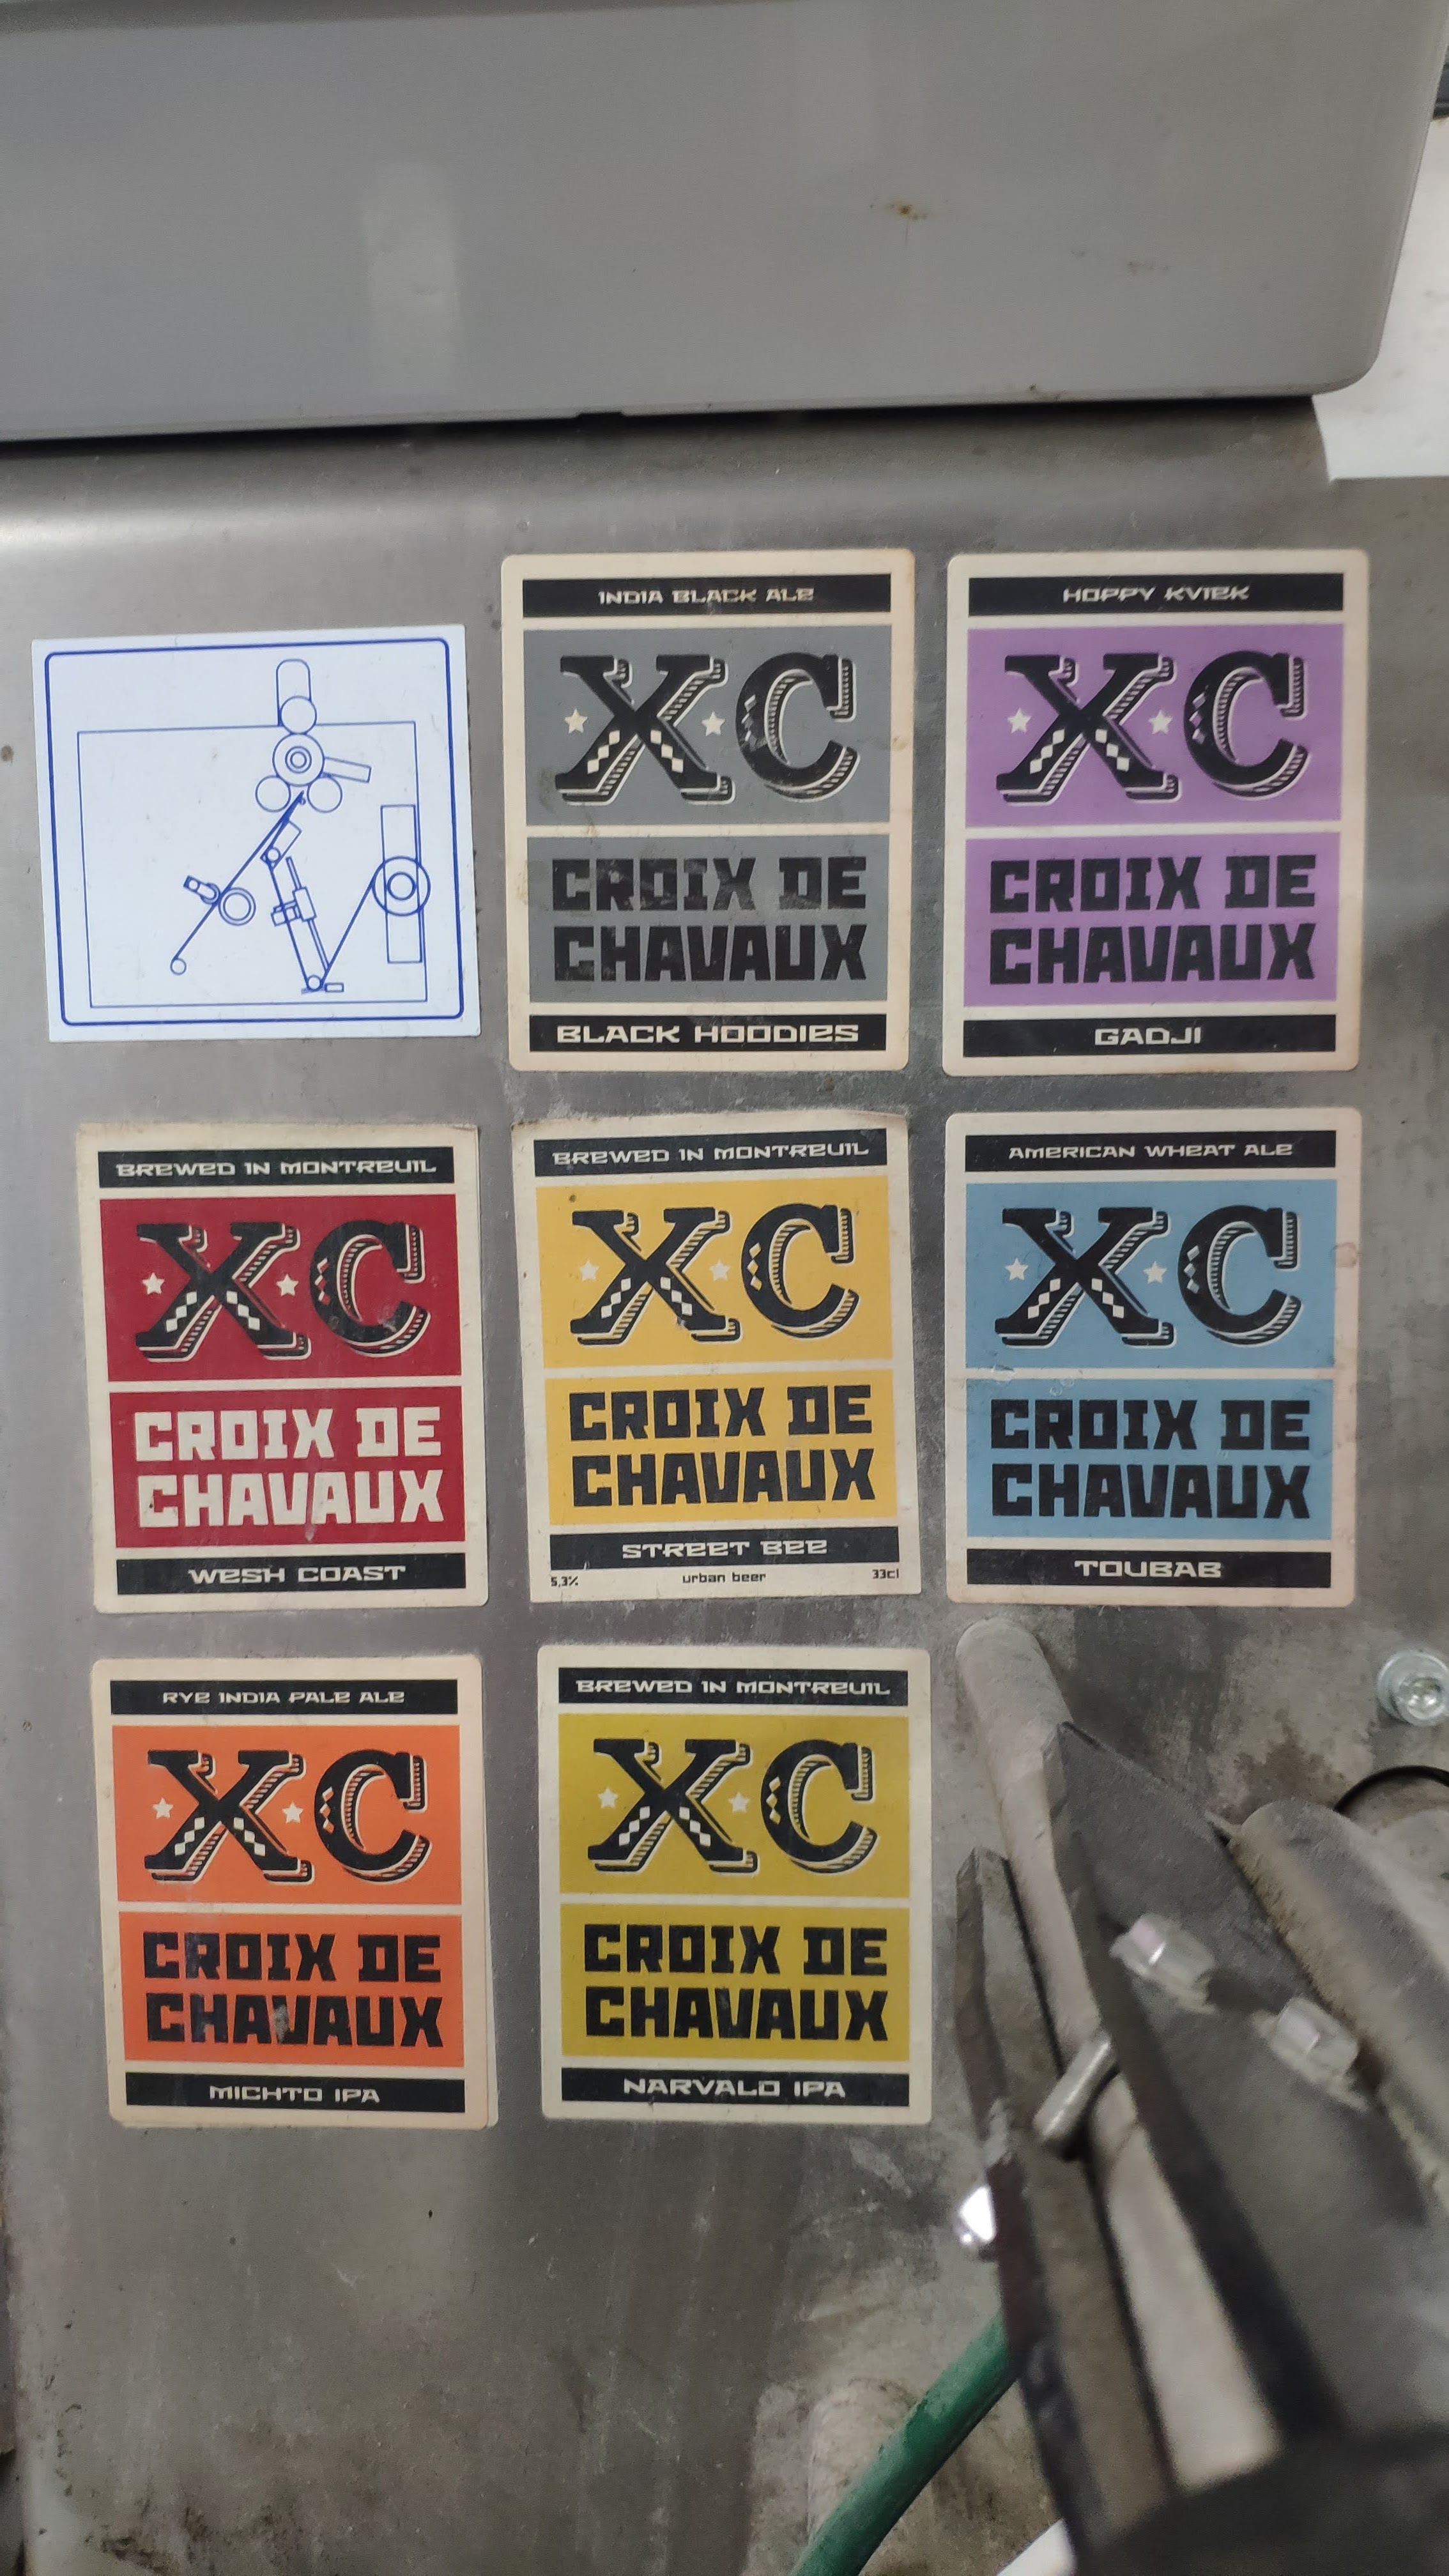 INDIA BLACK ALE
XC
CROIX DE
CHAVAUX
BLACK HOODIES
HOPPY KVIEK
XC
CROIX DE
CHAVAUX
GADJI
BREWED IN MONTREUIL
XC
CROIX DE
CHAVAUX
WESH COAST
BREWED IN MONTREUIL
XC
CROIX DE
CHAVAUX
STREET BEE
5,3% urban beer 33cl
AMERICAN WHEAT ALE
XC
CROIX DE
CHAVAUX
TOUBAB
RYE INDIA PALE ALE
XC
CROIX DE
CHAVAUX
MICHTO IPA
BREWED IN MONTREUIL
XC
CROIX DE
CHAVAUX
NARVALO IPA